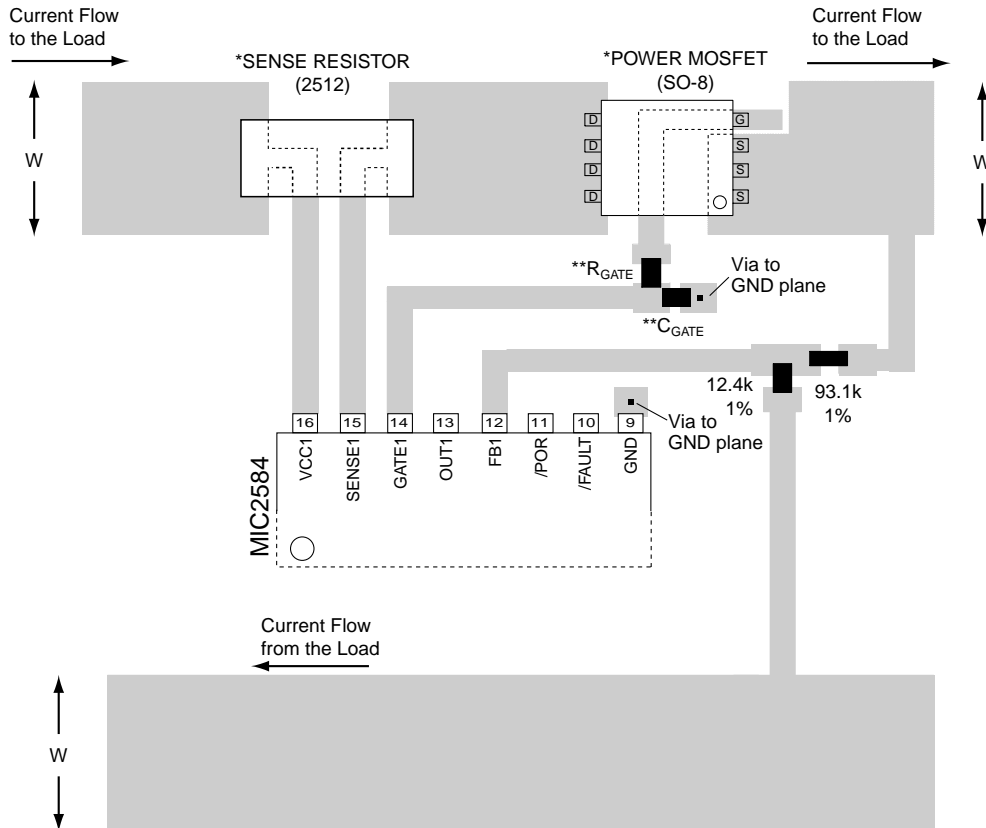 Current Flow
to the Load
Current Flow
to the Load
*SENSE RESISTOR
(2512)
*POWER MOSFET
(SO-8)
W
W
D
G
D
S
D
S
D
S
**RGATE
Via to
GND plane
**CGATE
12.4k
1%
93.1k
1%
Via to
GND plane
16
15
14
13
12
11
10
9
VCC1
SENSE1
GATE1
OUT1
FB1
/POR
/FAULT
GND
MIC2584
Current Flow
from the Load
W